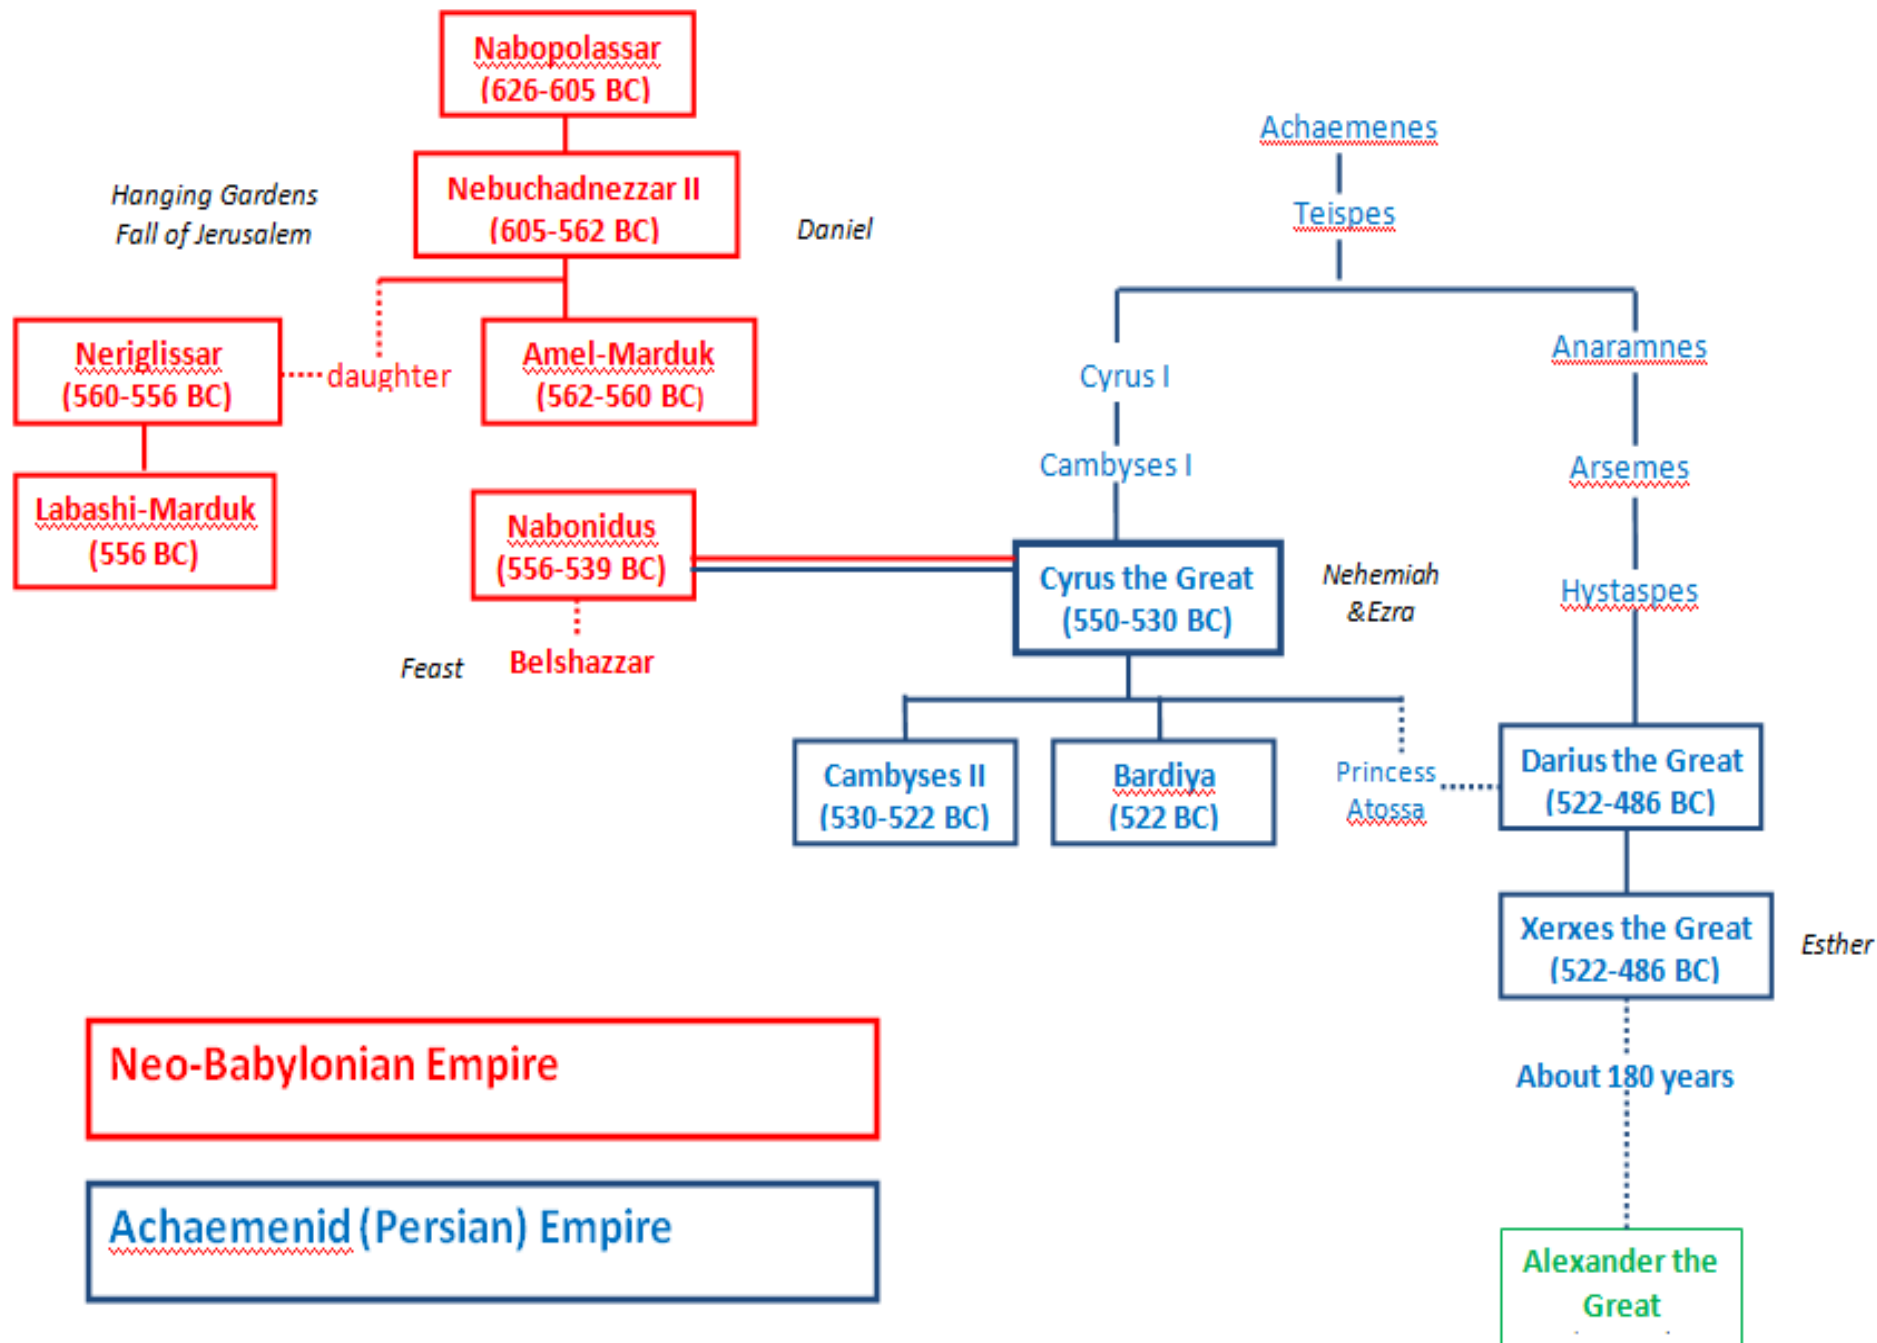 Nabopolassar
(626-605 BC)
Nebuchadnezzar II
(605-562 BC)
Hanging Gardens
Fall of Jerusalem
Daniel
Neriglissar
(560-556 BC)
daughter
Amel-Marduk
(562-560 BC)
Labashi-Marduk
(556 BC)
Nabonidus
(556-539 BC)
Feast
Belshazzar
Achaemenes
Teispes
Cyrus I
Cambyses I
Anaramnes
Arsemes
Hystaspes
Cyrus the Great
(550-530 BC)
Nehemiah
&Ezra
Cambyses II
(530-522 BC)
Bardiya
(522 BC)
Princess
Atossa
Darius the Great
(522-486 BC)
Xerxes the Great
(522-486 BC)
Esther
About 180 years
Alexander the
Great
Neo-Babylonian Empire
Achaemenid (Persian) Empire